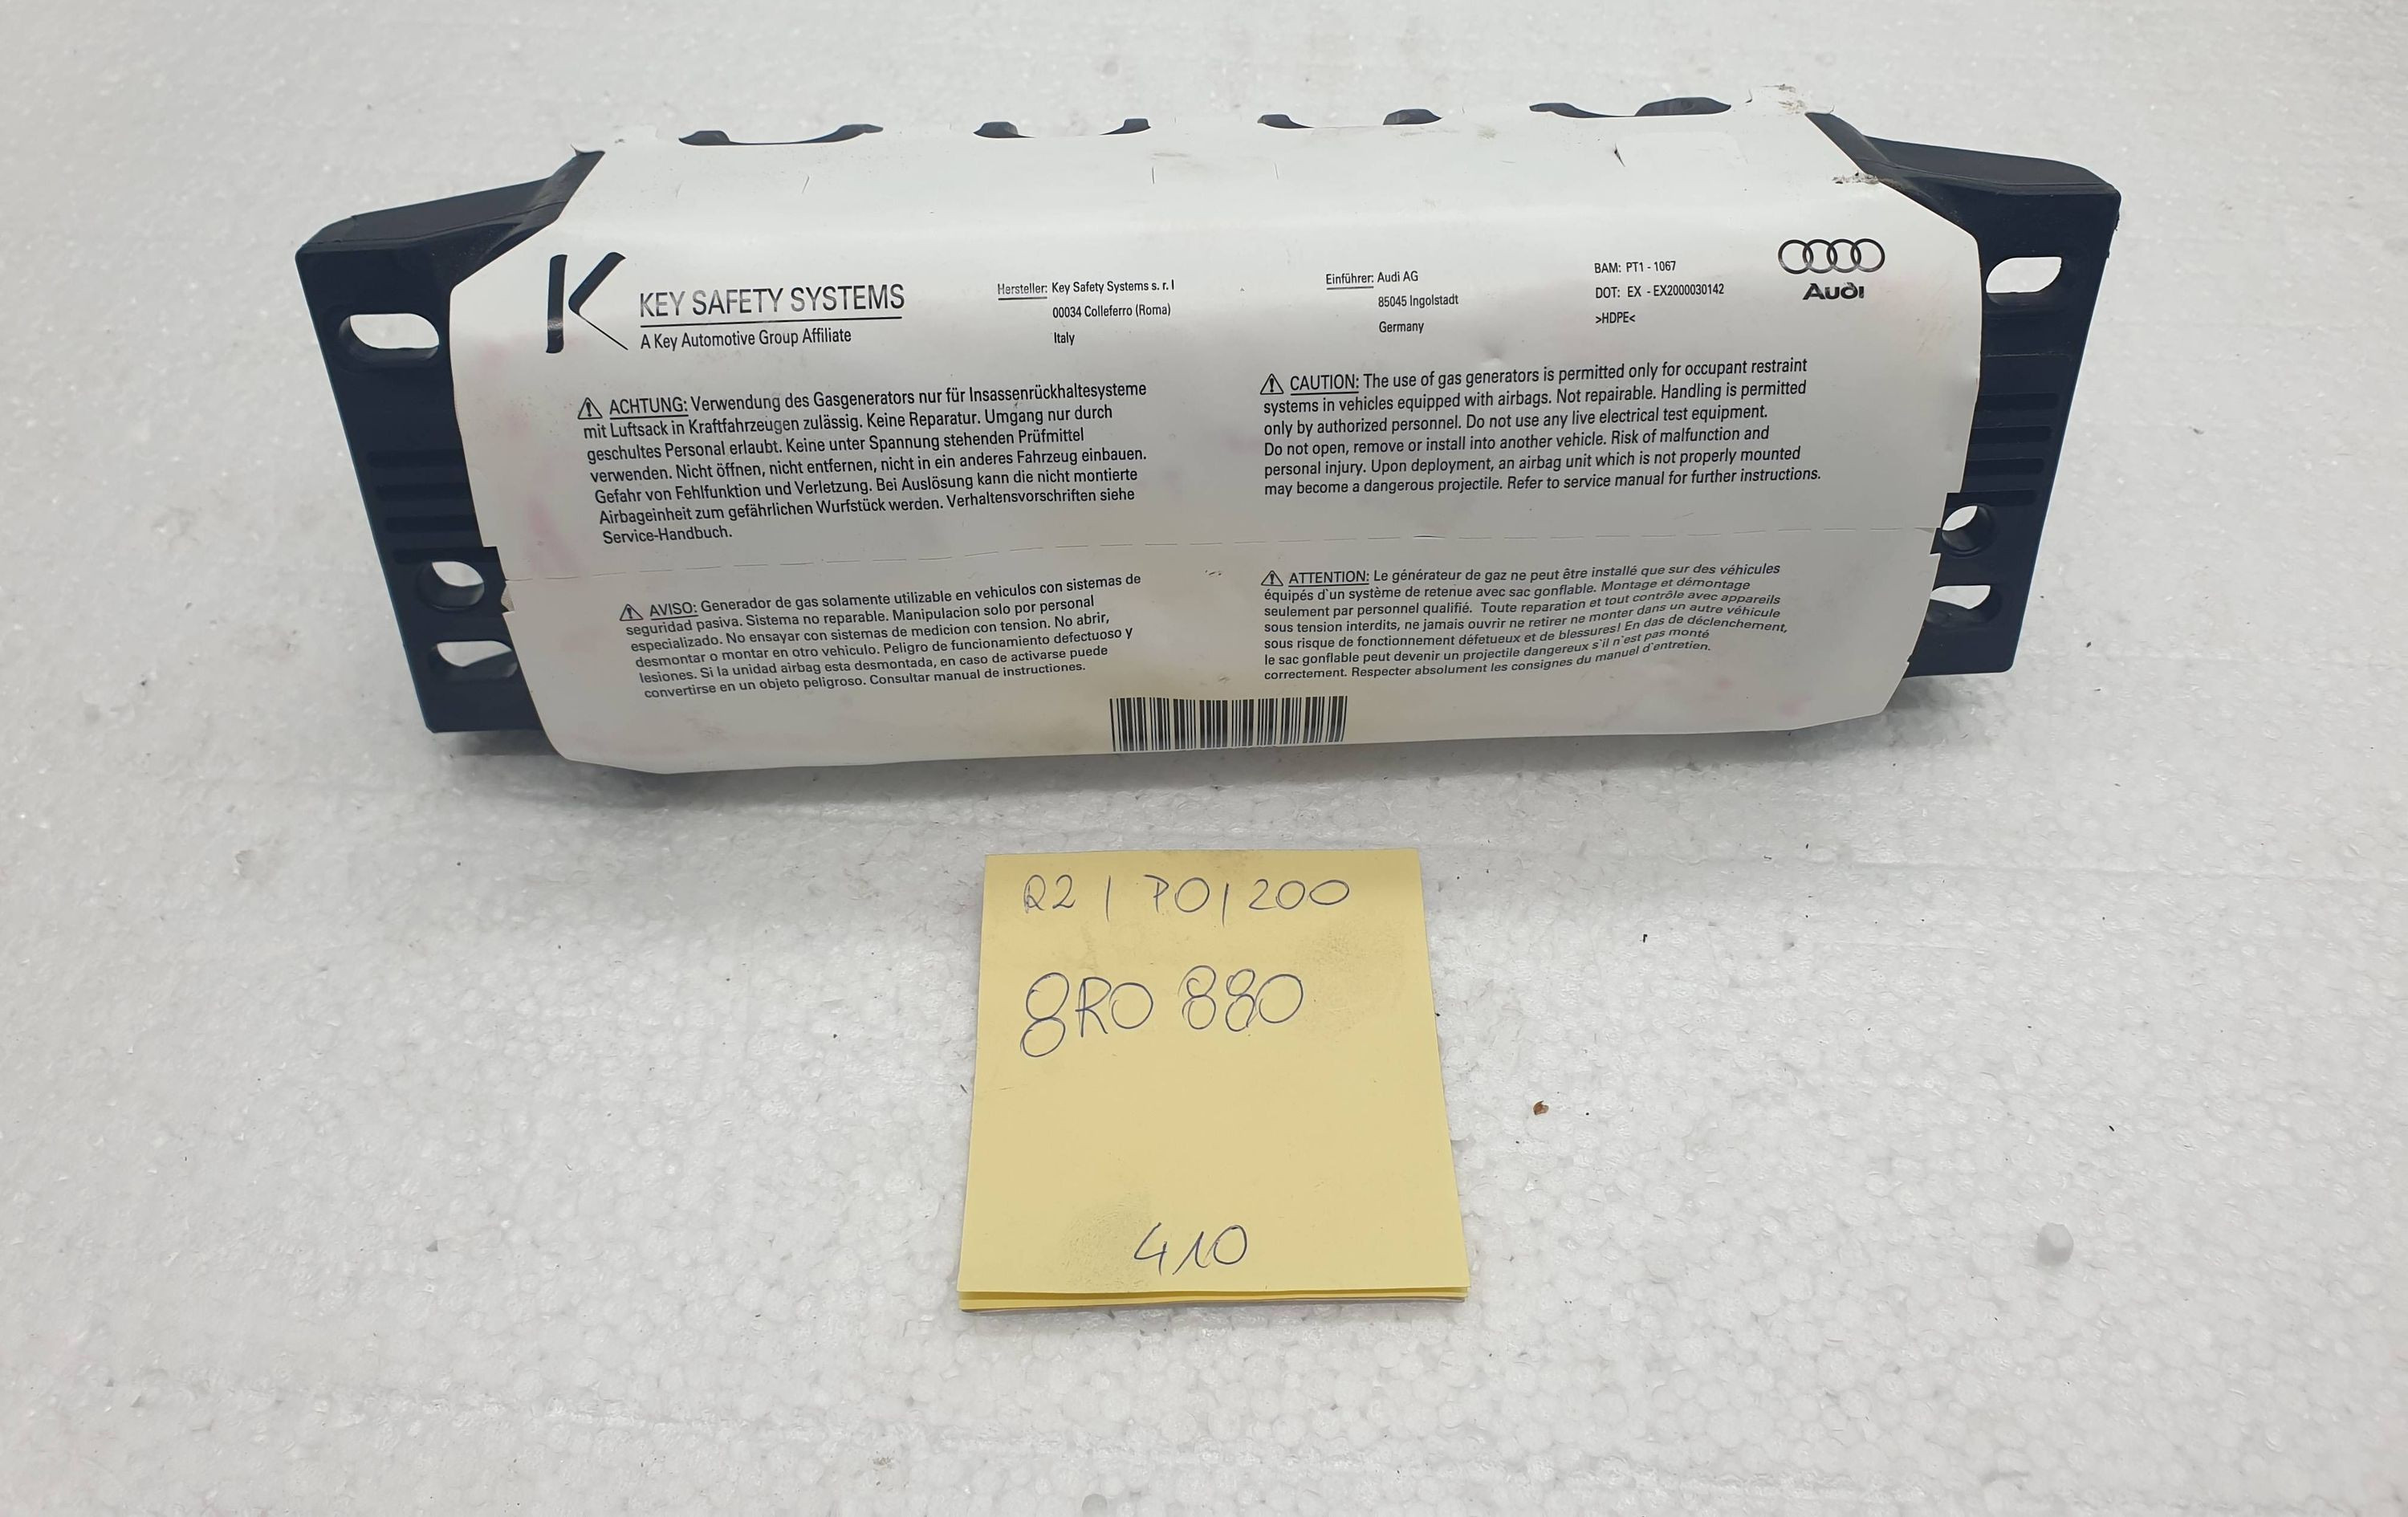 K
KEY SAFETY SYSTEMS
A Key Automotive Group Affiliate
Hersteller: Key Safety Systems s. r. l
00034 Colleferro (Roma)
Italy
Einführer: Audi AG
85045 Ingolstadt
Germany
BAM: PT1 - 1067
DOT: EX - EX2000030142
>HDPE<
Audi
ACHTUNG: Verwendung des Gasgenerators nur für Insassenrückhaltesysteme
mit Luftsack in Kraftfahrzeugen zulässig. Keine Reparatur. Umgang nur durch
geschultes Personal erlaubt. Keine unter Spannung stehenden Prüfmittel
verwenden. Nicht öffnen, nicht entfernen, nicht in ein anderes Fahrzeug einbauen.
Gefahr von Fehlfunktion und Verletzung. Bei Auslösung kann die nicht montierte
Airbageinheit zum gefährlichen Wurfstück werden. Verhaltensvorschriften siehe
Service-Handbuch.
CAUTION: The use of gas generators is permitted only for occupant restraint
systems in vehicles equipped with airbags. Not repairable. Handling is permitted
only by authorized personnel. Do not use any live electrical test equipment.
Do not open, remove or install into another vehicle. Risk of malfunction and
personal injury. Upon deployment, an airbag unit which is not properly mounted
may become a dangerous projectile. Refer to service manual for further instructions.
AVISO: Generador de gas solamente utilizable en vehiculos con sistemas de
seguridad pasiva. Sistema no reparable. Manipulacion solo por personal
especializado. No ensayar con sistemas de medicion con tension. No abrir,
desmontar o montar en otro vehiculo. Peligro de funcionamiento defectuoso y
lesiones. Si la unidad airbag esta desmontada, en caso de activarse puede
convertirse en un objeto peligroso. Consultar manual de instructiones.
ATTENTION: Le générateur de gaz ne peut être installé que sur des véhicules
équipés d'un système de retenue avec sac gonflable. Montage et démontage
seulement par personnel qualifié. Toute reparation et tout contrôle avec appareils
sous tension interdits, ne jamais ouvrir ne retirer ne monter dans un autre véhicule
sous risque de fonctionnement défetueux et de blessures! En das de déclenchement,
le sac gonflable peut devenir un projectile dangereux s'il n'est pas monté
correctement. Respecter absolument les consignes du manuel d'entretien.
Q2 / PO / 200
8R0 880
410